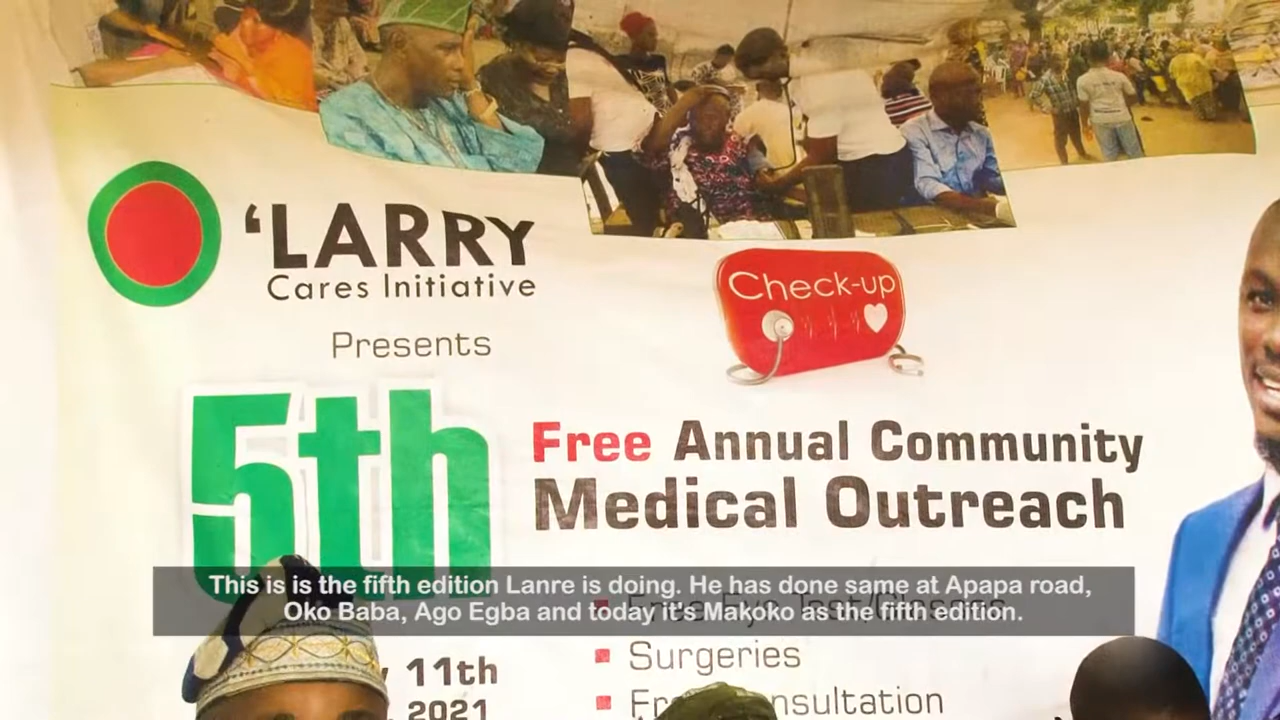 ‘LARRY
Cares Initiative
Presents
Check-up
5th
Free Annual Community
Medical Outreach
This is is the fifth edition Lanre is doing. He has done same at Apapa road,
Oko Baba, Ago Egba and today it's Makoko as the fifth edition.
Surgeries
11th
2021